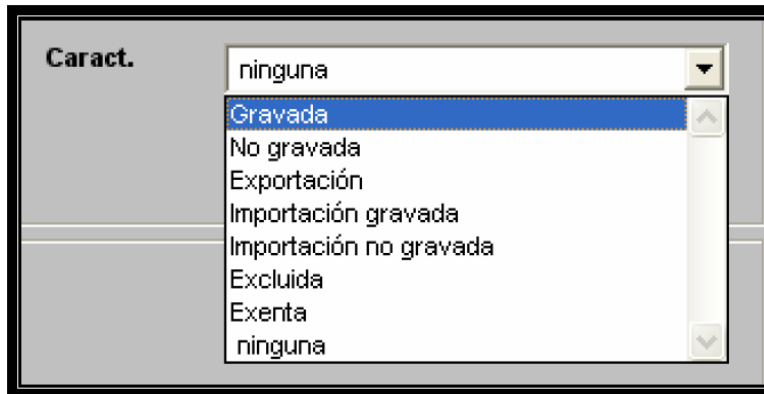 Caract.
ninguna
Gravada
No gravada
Exportación
Importación gravada
Importación no gravada
Excluida
Exenta
ninguna